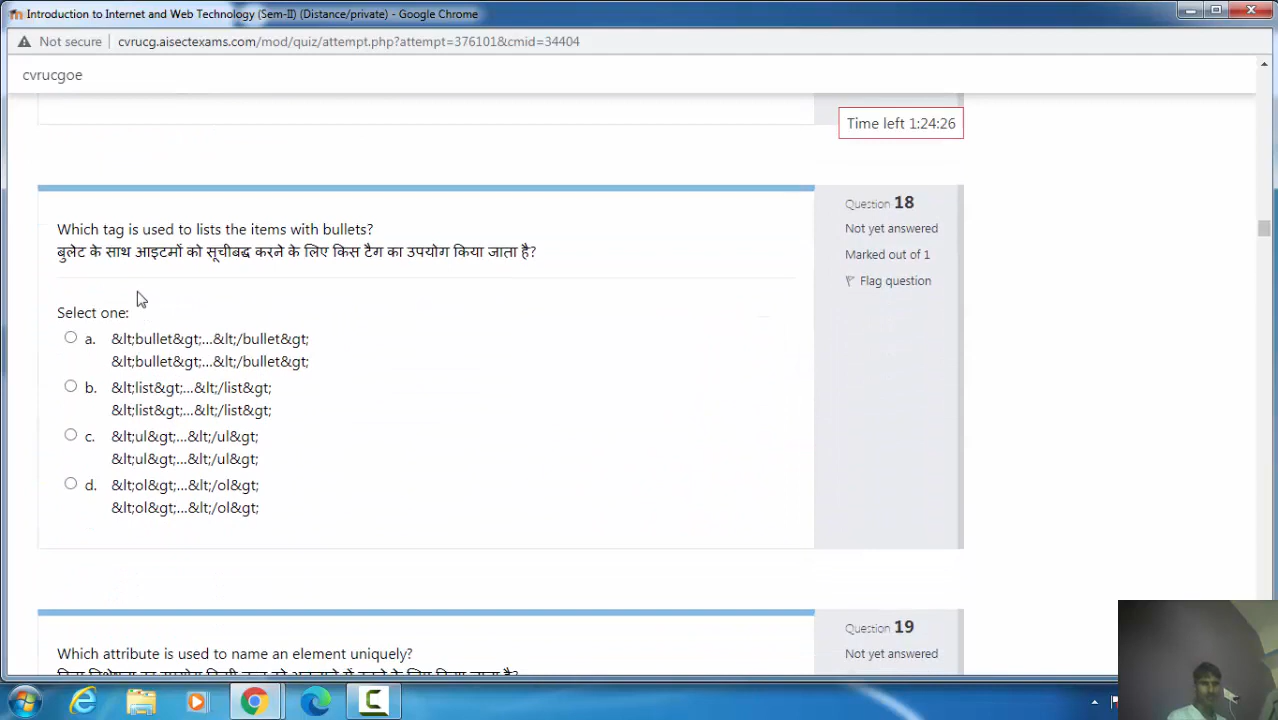 Introduction to Internet and Web Technology (Sem-II) (Distance/private) - Google Chrome
Not secure | cvrucg.aisectexams.com/mod/quiz/attempt.php?attempt=376101&cmid=34404
cvrucgoe
Time left 1:24:26
Which tag is used to lists the items with bullets?
बुलेट के साथ आइटमों को सूचीबद्ध करने के लिए किस टैग का उपयोग किया जाता है?
Select one:
a. &lt;bullet&gt;...&lt;/bullet&gt;
&lt;bullet&gt;...&lt;/bullet&gt;
b. &lt;list&gt;...&lt;/list&gt;
&lt;list&gt;...&lt;/list&gt;
c. &lt;ul&gt;...&lt;/ul&gt;
&lt;ul&gt;...&lt;/ul&gt;
d. &lt;ol&gt;...&lt;/ol&gt;
&lt;ol&gt;...&lt;/ol&gt;
Question 18
Not yet answered
Marked out of 1
Flag question
Which attribute is used to name an element uniquely?
Question 19
Not yet answered